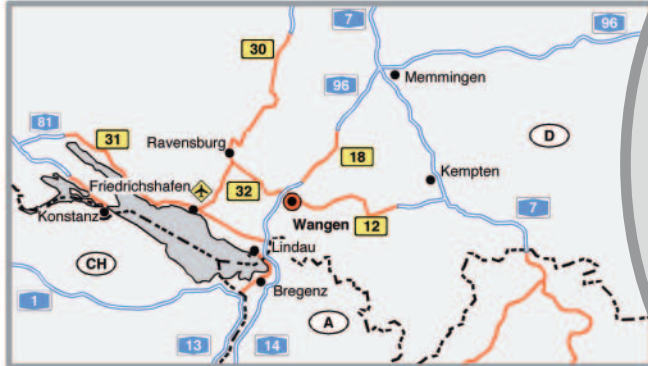 7
96
30
Memmingen
96
81
31
D
Ravensburg
18
Friedrichshafen
32
Kempten
Konstanz
Wangen
12
7
Lindau
CH
1
Bregenz
A
13
14